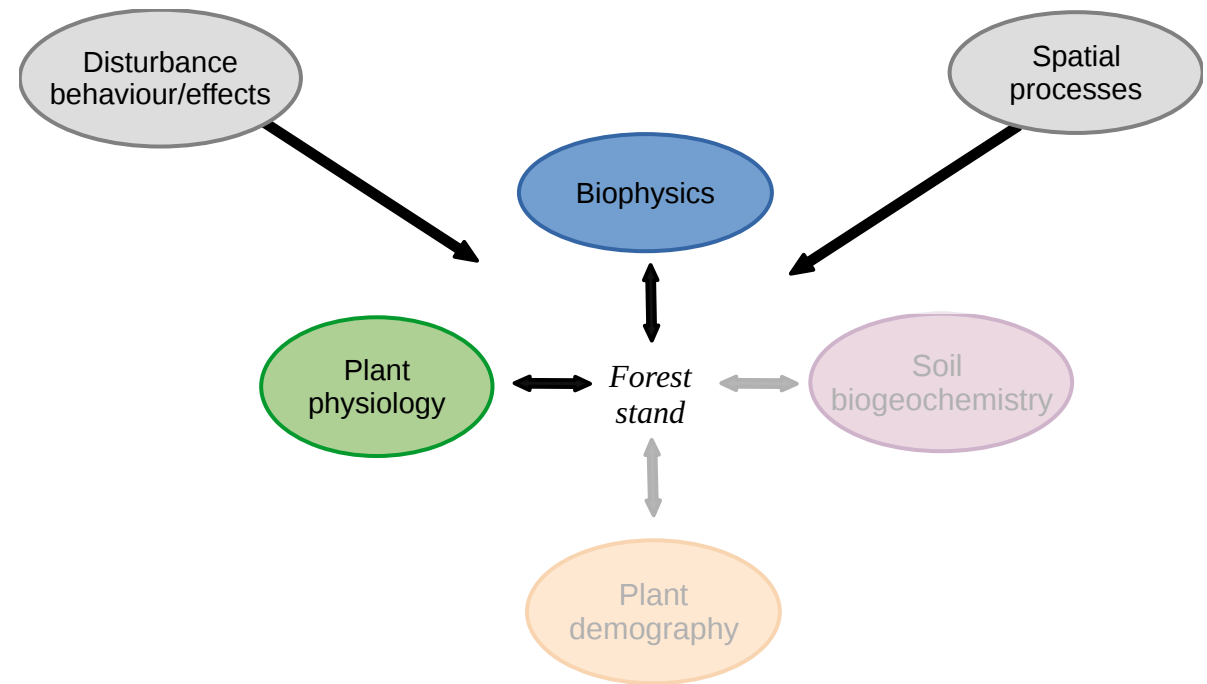 Disturbance
behaviour/effects
Spatial
processes
Biophysics
Plant
physiology
Forest
stand
Soil
biogeochemistry
Plant
demography